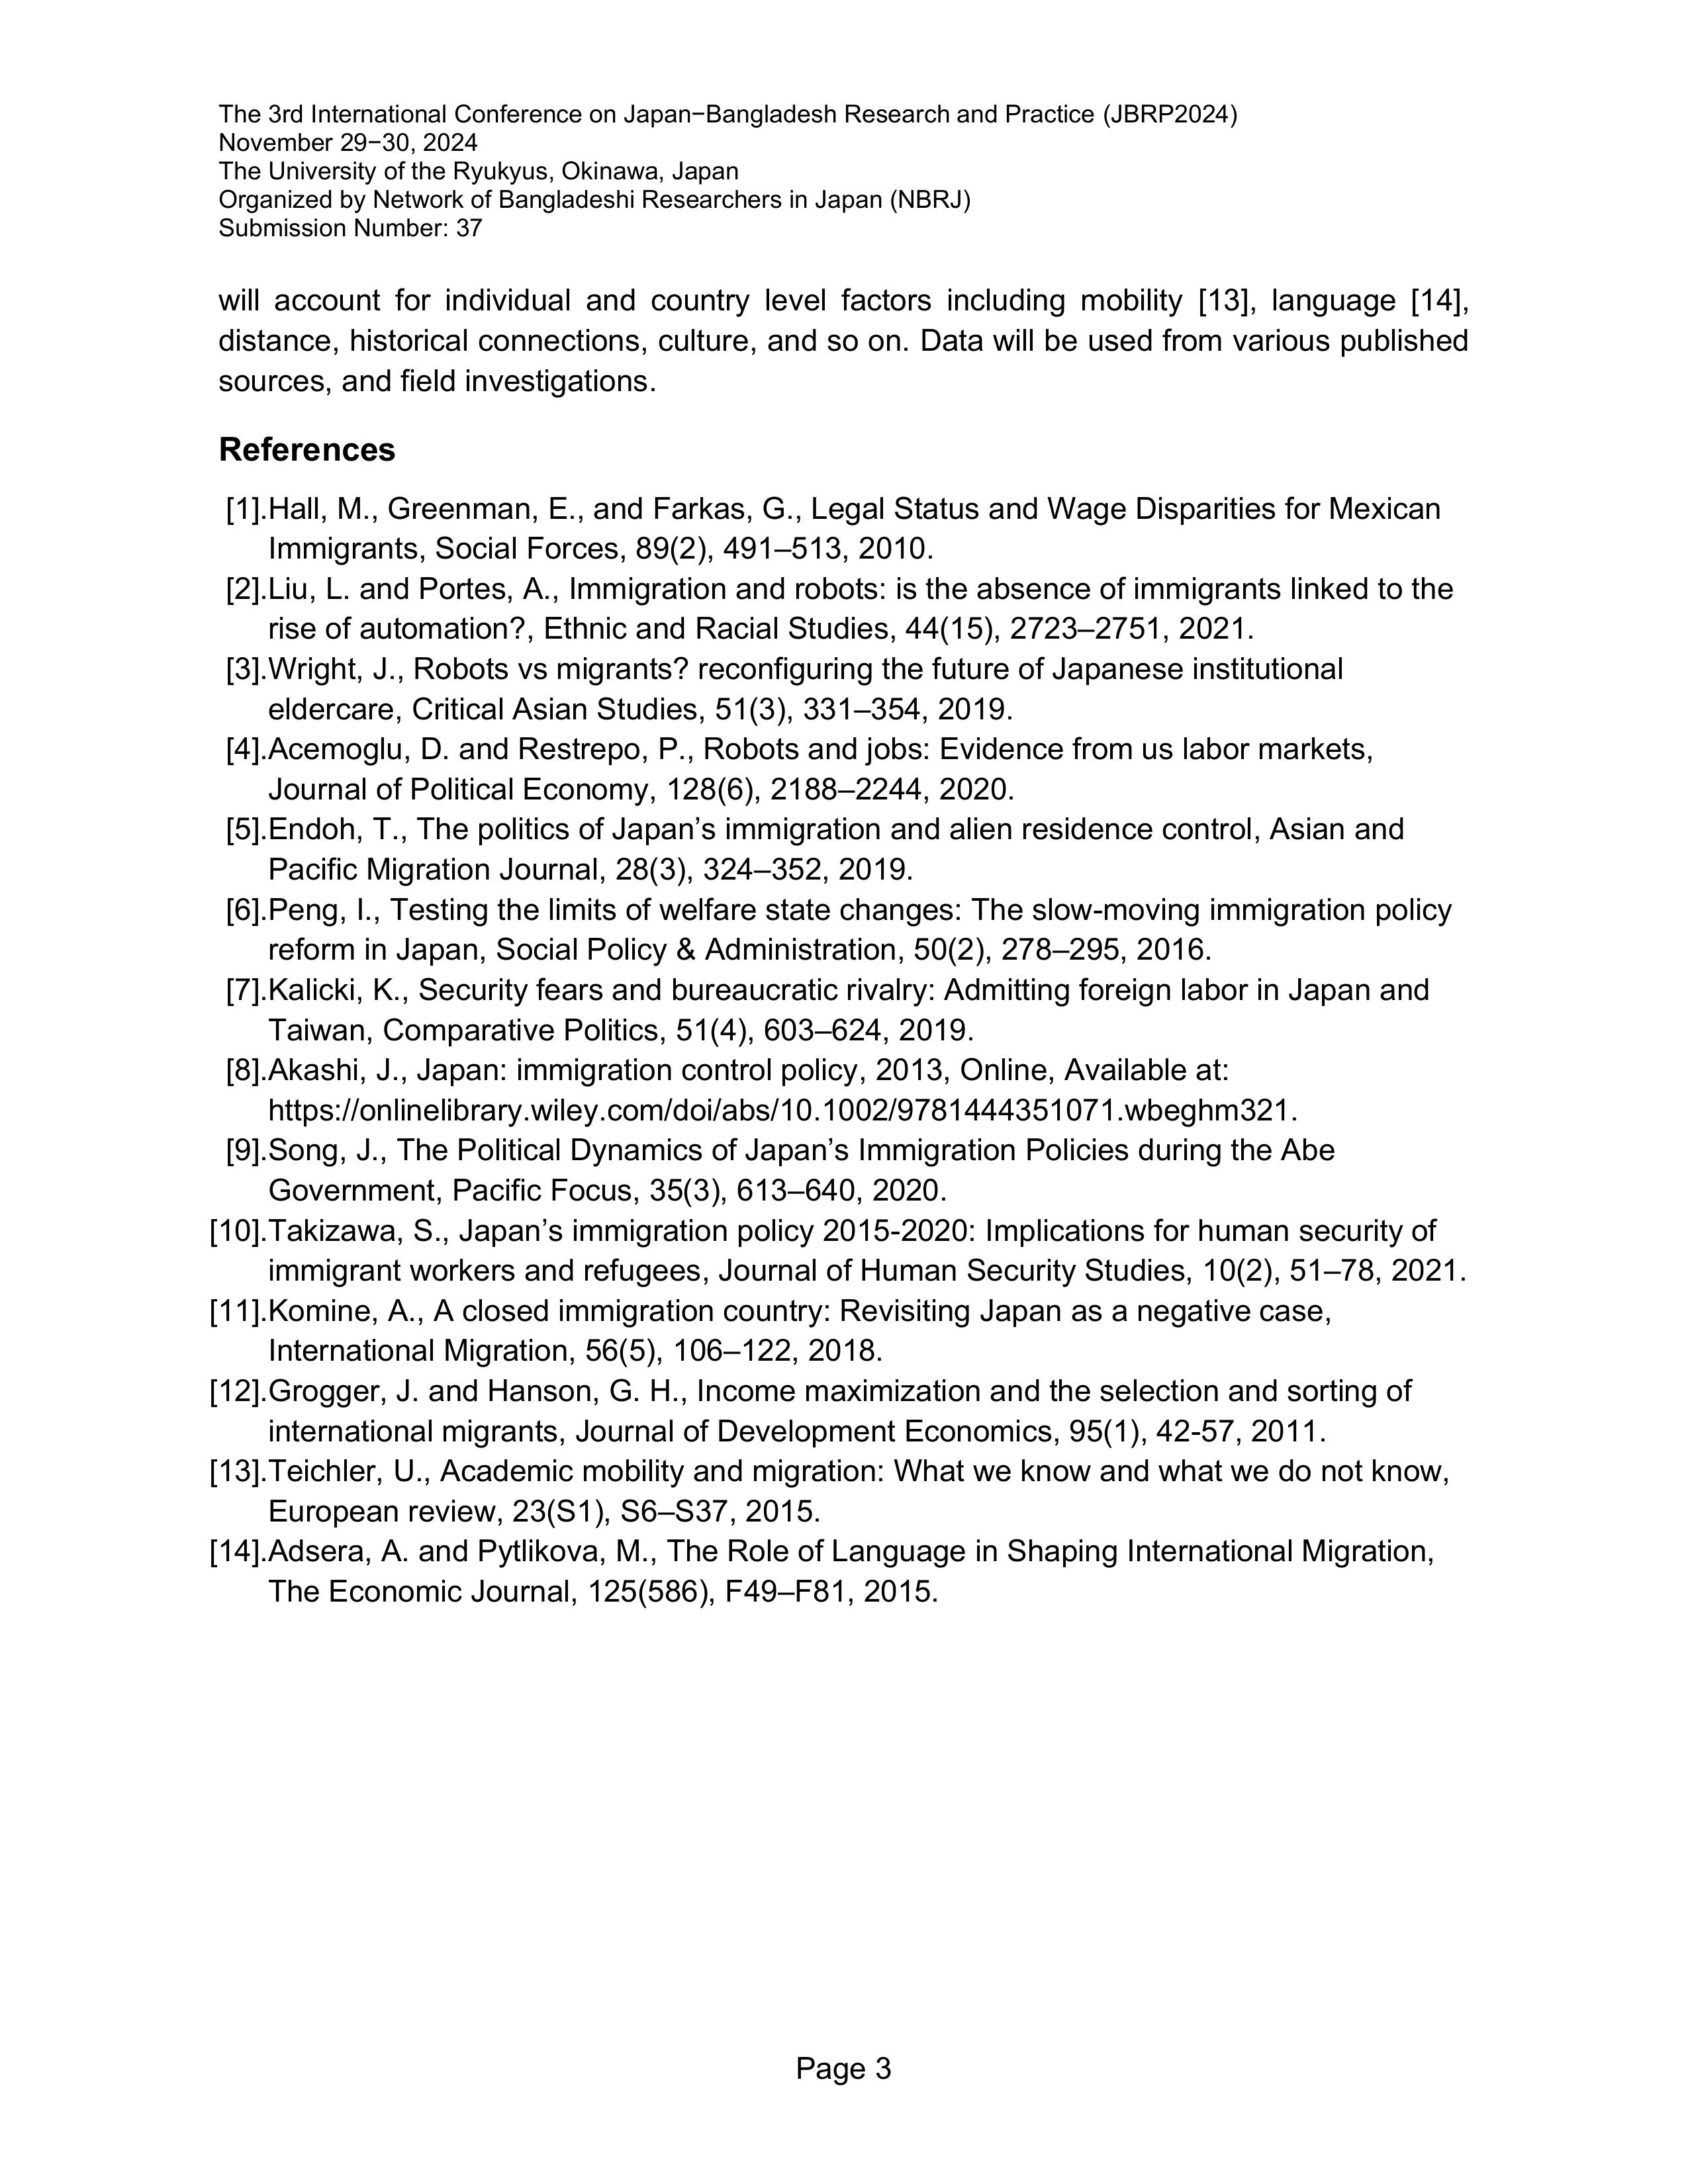 The 3rd International Conference on Japan−Bangladesh Research and Practice (JBRP2024)
November 29−30, 2024
The University of the Ryukyus, Okinawa, Japan
Organized by Network of Bangladeshi Researchers in Japan (NBRJ)
Submission Number: 37
will account for individual and country level factors including mobility [13], language [14],
distance, historical connections, culture, and so on. Data will be used from various published
sources, and field investigations.
References
[1].Hall, M., Greenman, E., and Farkas, G., Legal Status and Wage Disparities for Mexican
Immigrants, Social Forces, 89(2), 491–513, 2010.
[2].Liu, L. and Portes, A., Immigration and robots: is the absence of immigrants linked to the
rise of automation?, Ethnic and Racial Studies, 44(15), 2723–2751, 2021.
[3].Wright, J., Robots vs migrants? reconfiguring the future of Japanese institutional
eldercare, Critical Asian Studies, 51(3), 331–354, 2019.
[4].Acemoglu, D. and Restrepo, P., Robots and jobs: Evidence from us labor markets,
Journal of Political Economy, 128(6), 2188–2244, 2020.
[5].Endoh, T., The politics of Japan’s immigration and alien residence control, Asian and
Pacific Migration Journal, 28(3), 324–352, 2019.
[6].Peng, I., Testing the limits of welfare state changes: The slow-moving immigration policy
reform in Japan, Social Policy & Administration, 50(2), 278–295, 2016.
[7].Kalicki, K., Security fears and bureaucratic rivalry: Admitting foreign labor in Japan and
Taiwan, Comparative Politics, 51(4), 603–624, 2019.
[8].Akashi, J., Japan: immigration control policy, 2013, Online, Available at:
https://onlinelibrary.wiley.com/doi/abs/10.1002/9781444351071.wbeghm321.
[9].Song, J., The Political Dynamics of Japan’s Immigration Policies during the Abe
Government, Pacific Focus, 35(3), 613–640, 2020.
[10].Takizawa, S., Japan’s immigration policy 2015-2020: Implications for human security of
immigrant workers and refugees, Journal of Human Security Studies, 10(2), 51–78, 2021.
[11].Komine, A., A closed immigration country: Revisiting Japan as a negative case,
International Migration, 56(5), 106–122, 2018.
[12].Grogger, J. and Hanson, G. H., Income maximization and the selection and sorting of
international migrants, Journal of Development Economics, 95(1), 42-57, 2011.
[13].Teichler, U., Academic mobility and migration: What we know and what we do not know,
European review, 23(S1), S6–S37, 2015.
[14].Adsera, A. and Pytlikova, M., The Role of Language in Shaping International Migration,
The Economic Journal, 125(586), F49–F81, 2015.
Page 3